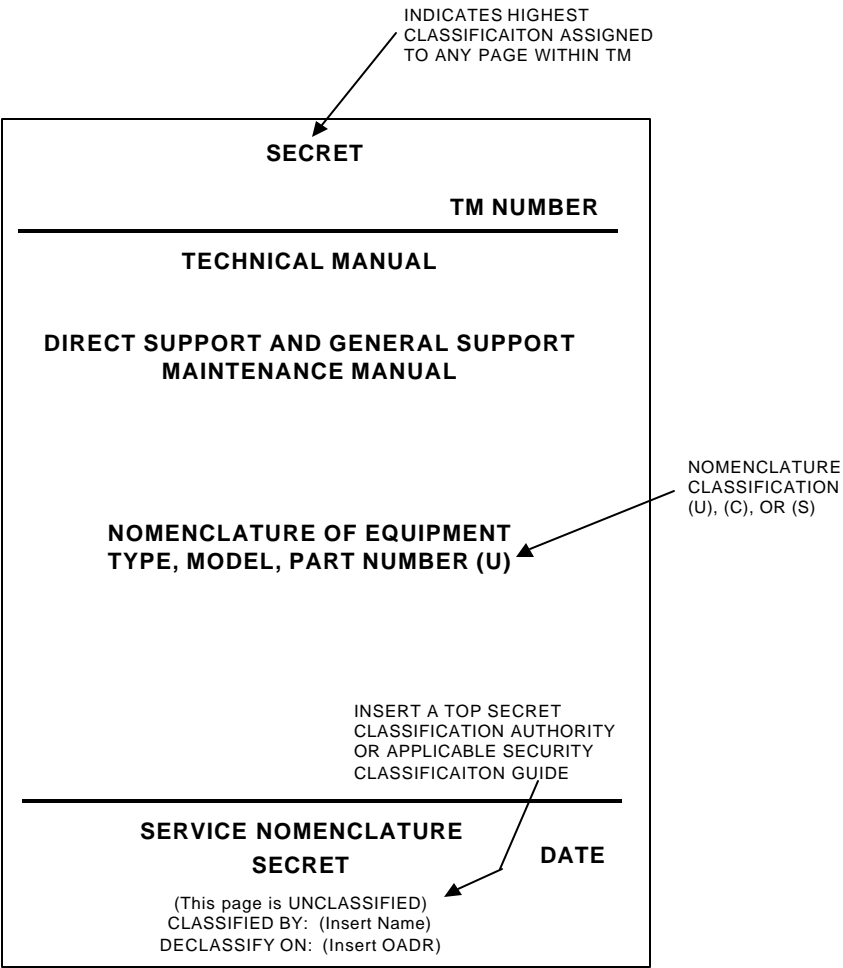 INDICATES HIGHEST
CLASSIFICAITON ASSIGNED
TO ANY PAGE WITHIN TM
SECRET
TM NUMBER
TECHNICAL MANUAL
DIRECT SUPPORT AND GENERAL SUPPORT
MAINTENANCE MANUAL
NOMENCLATURE
CLASSIFICATION
(U), (C), OR (S)
NOMENCLATURE OF EQUIPMENT
TYPE, MODEL, PART NUMBER (U)
INSERT A TOP SECRET
CLASSIFICATION AUTHORITY
OR APPLICABLE SECURITY
CLASSIFICAITON GUIDE
SERVICE NOMENCLATURE
SECRET
DATE
(This page is UNCLASSIFIED)
CLASSIFIED BY: (Insert Name)
DECLASSIFY ON: (Insert OADR)